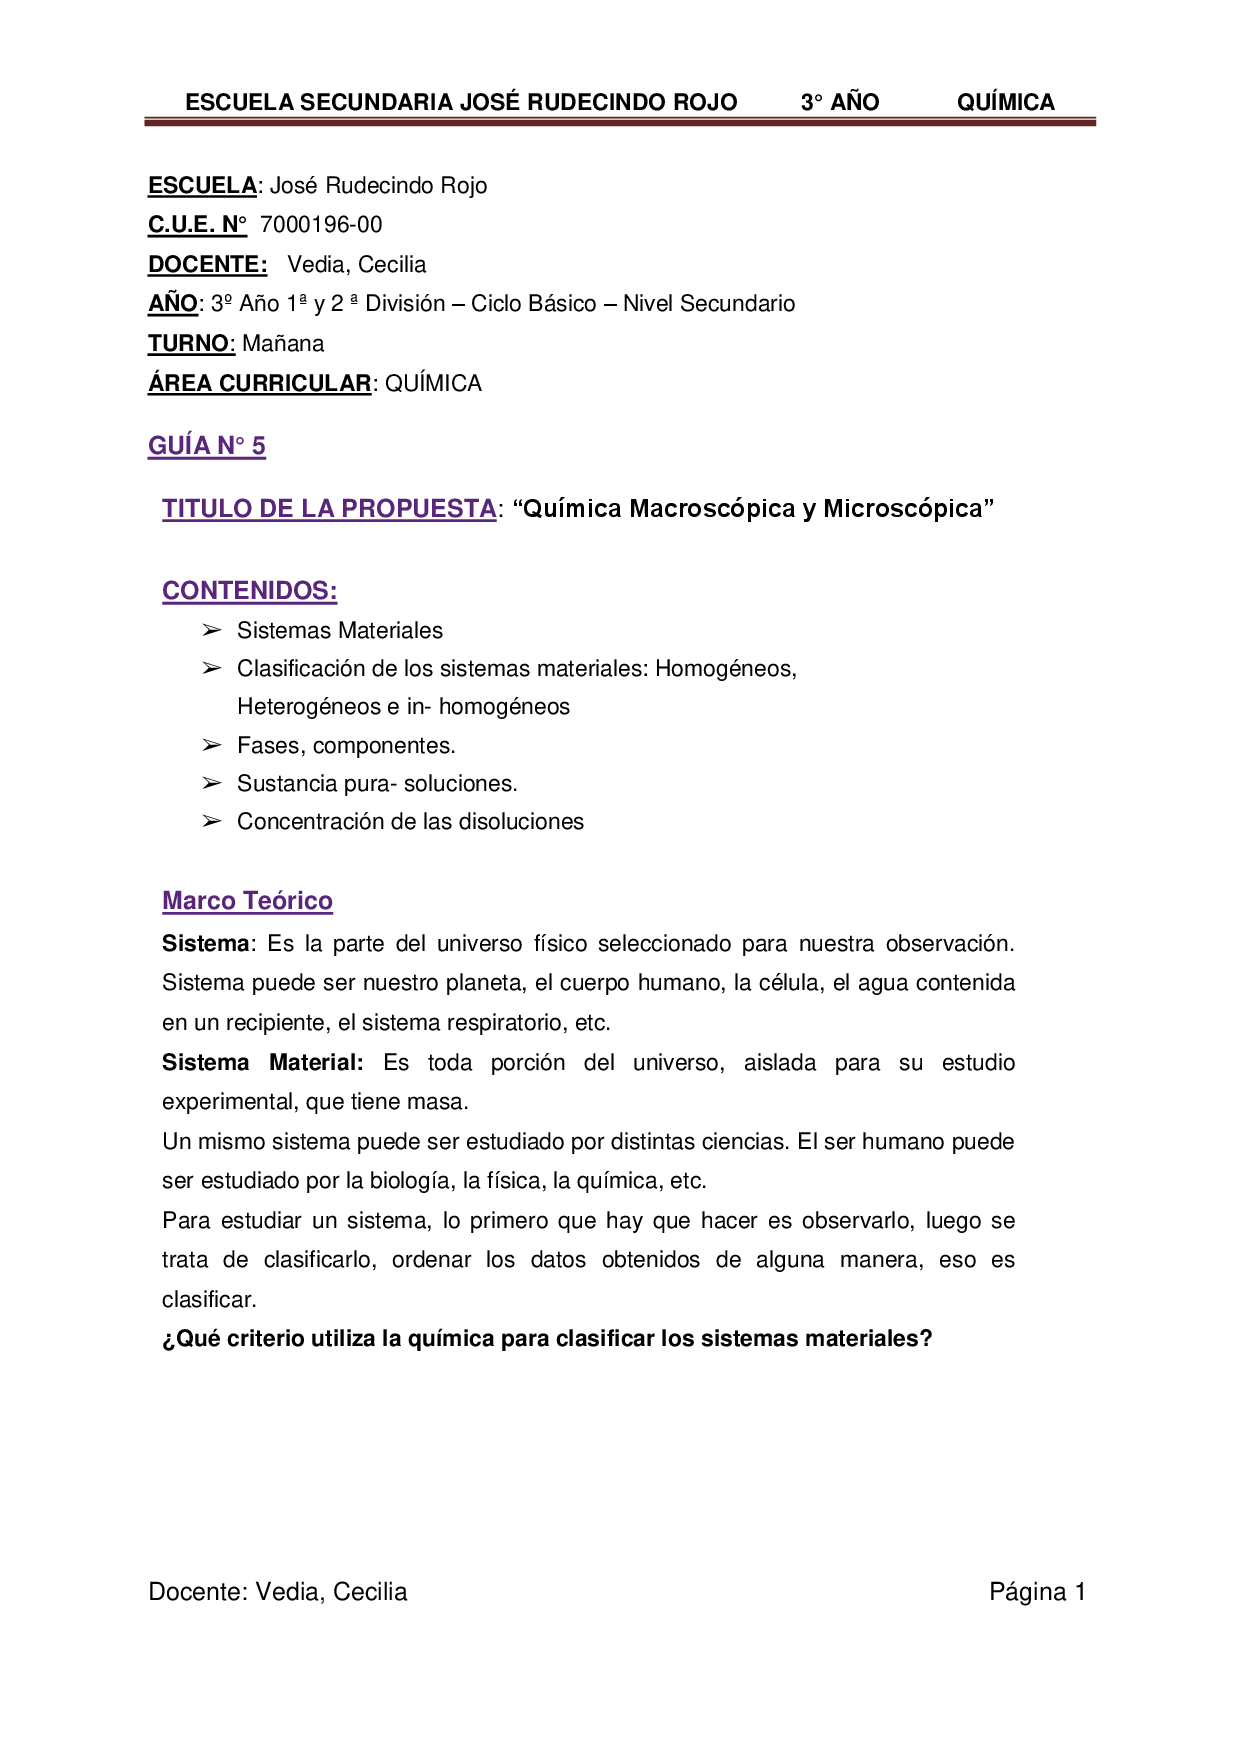 ESCUELA SECUNDARIA JOSÉ RUDECINDO ROJO 3° AÑO QUÍMICA
ESCUELA: José Rudecindo Rojo
C.U.E. N° 7000196-00
DOCENTE: Vedia, Cecilia
AÑO: 3º Año 1ª y 2 ª División – Ciclo Básico – Nivel Secundario
TURNO: Mañana
ÁREA CURRICULAR: QUÍMICA
GUÍA N° 5
TITULO DE LA PROPUESTA: “Química Macroscópica y Microscópica”
CONTENIDOS:
➢ Sistemas Materiales
➢ Clasificación de los sistemas materiales: Homogéneos,
Heterogéneos e in- homogéneos
➢ Fases, componentes.
➢ Sustancia pura- soluciones.
➢ Concentración de las disoluciones
Marco Teórico
Sistema: Es la parte del universo físico seleccionado para nuestra observación.
Sistema puede ser nuestro planeta, el cuerpo humano, la célula, el agua contenida
en un recipiente, el sistema respiratorio, etc.
Sistema Material: Es toda porción del universo, aislada para su estudio
experimental, que tiene masa.
Un mismo sistema puede ser estudiado por distintas ciencias. El ser humano puede
ser estudiado por la biología, la física, la química, etc.
Para estudiar un sistema, lo primero que hay que hacer es observarlo, luego se
trata de clasificarlo, ordenar los datos obtenidos de alguna manera, eso es
clasificar.
¿Qué criterio utiliza la química para clasificar los sistemas materiales?
Docente: Vedia, Cecilia Página 1